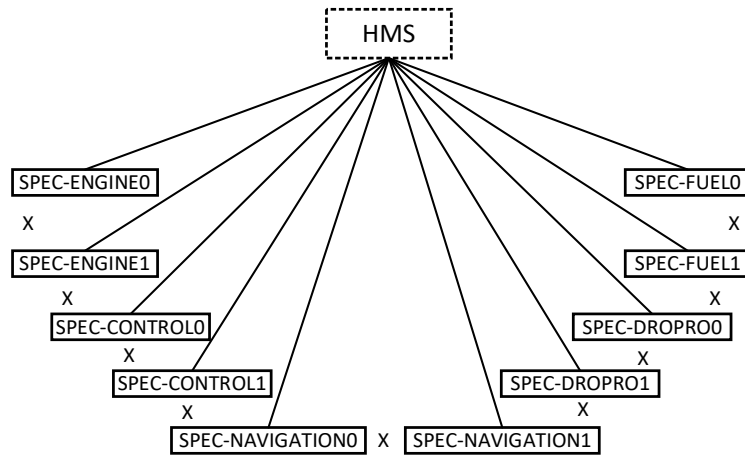 HMS
SPEC-ENGINE0
SPEC-FUEL0
X
X
SPEC-ENGINE1
SPEC-FUEL1
X
X
SPEC-CONTROL0
SPEC-DROPRO0
X
X
SPEC-CONTROL1
SPEC-DROPRO1
X
X
SPEC-NAVIGATION0 X SPEC-NAVIGATION1